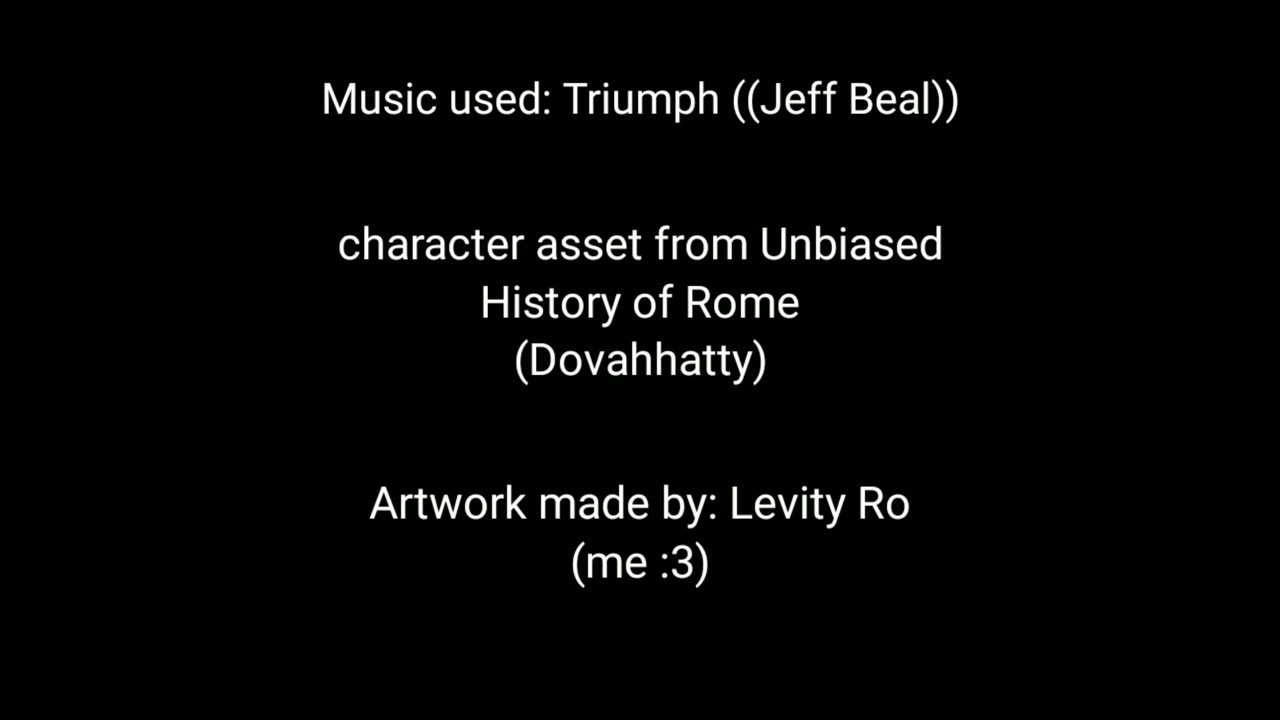 Music used: Triumph ((Jeff Beal))
character asset from Unbiased
History of Rome
(Dovahhatty)
Artwork made by: Levity Ro
(me :3)